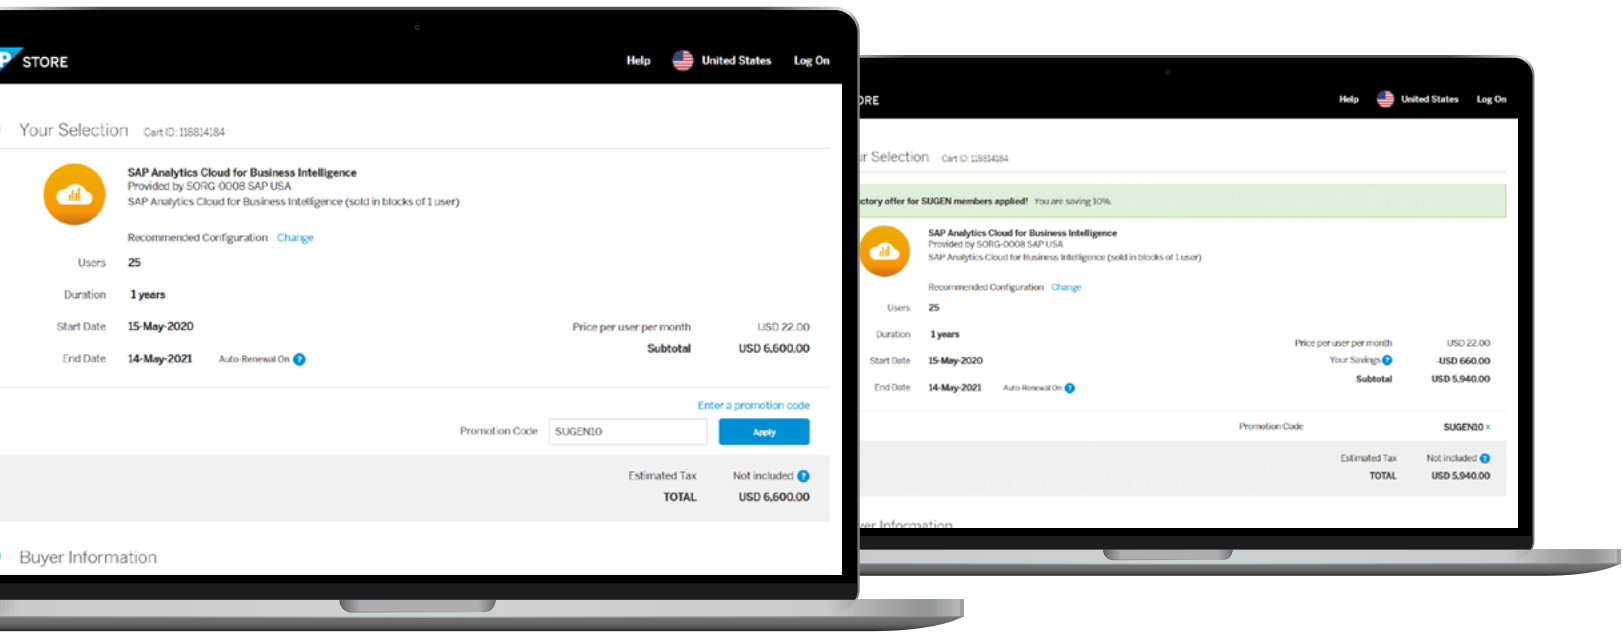 P STORE
Help United States Log On
Your Selection Cart ID: 118814184
SAP Analytics Cloud for Business Intelligence
Provided by SORG-0008 SAP USA
SAP Analytics Cloud for Business Intelligence (sold in blocks of 1 user)
Recommended Configuration Change
Users 25
Duration 1 years
Start Date 15-May-2020
Price per user per month USD 22.00
Subtotal USD 6,600.00
End Date 14-May-2021 Auto-Renewal On ?
Enter a promotion code
Promotion Code SUGEN10 Apply
Estimated Tax Not included ?
TOTAL USD 6,600.00
Buyer Information
ORE
Help United States Log On
ur Selection Cart ID: 118814184
ctory offer for SUGEN members applied! You are saving 10%.
SAP Analytics Cloud for Business Intelligence
Provided by SORG-0008 SAP USA
SAP Analytics Cloud for Business Intelligence (sold in blocks of 1 user)
Recommended Configuration Change
Users 25
Duration 1 years
Price per user per month USD 22.00
Start Date 15-May-2020
Your Savings ? -USD 660.00
Subtotal USD 5,940.00
End Date 14-May-2021 Auto-Renewal On ?
Promotion Code SUGEN10 x
Estimated Tax Not included ?
TOTAL USD 5,940.00
yer Information